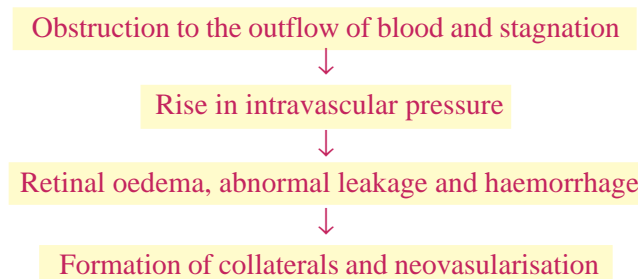 Obstruction to the outflow of blood and stagnation
↓
Rise in intravascular pressure
↓
Retinal oedema, abnormal leakage and haemorrhage
↓
Formation of collaterals and neovascularisation